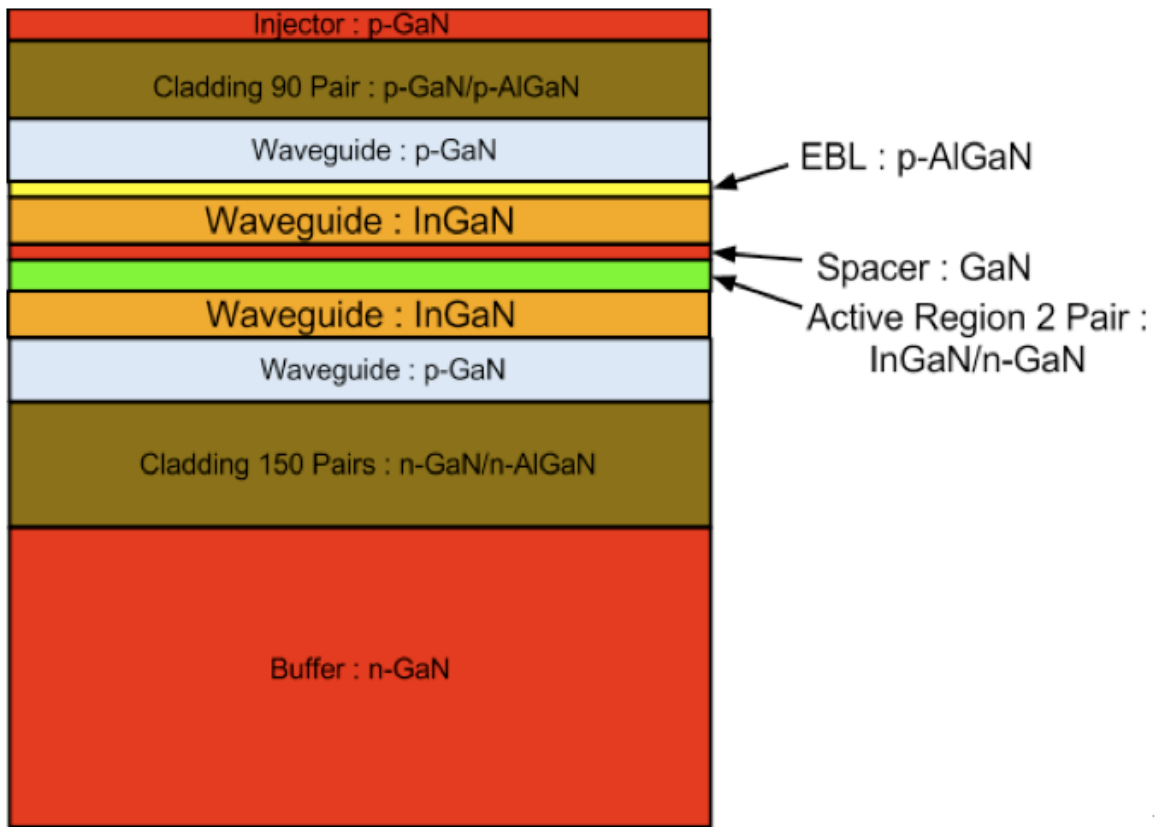 Injector : p-GaN
Cladding 90 Pair : p-GaN/p-AlGaN
Waveguide : p-GaN
EBL : p-AlGaN
Waveguide : InGaN
Spacer : GaN
Active Region 2 Pair :
InGaN/n-GaN
Waveguide : InGaN
Waveguide : p-GaN
Cladding 150 Pairs : n-GaN/n-AlGaN
Buffer : n-GaN